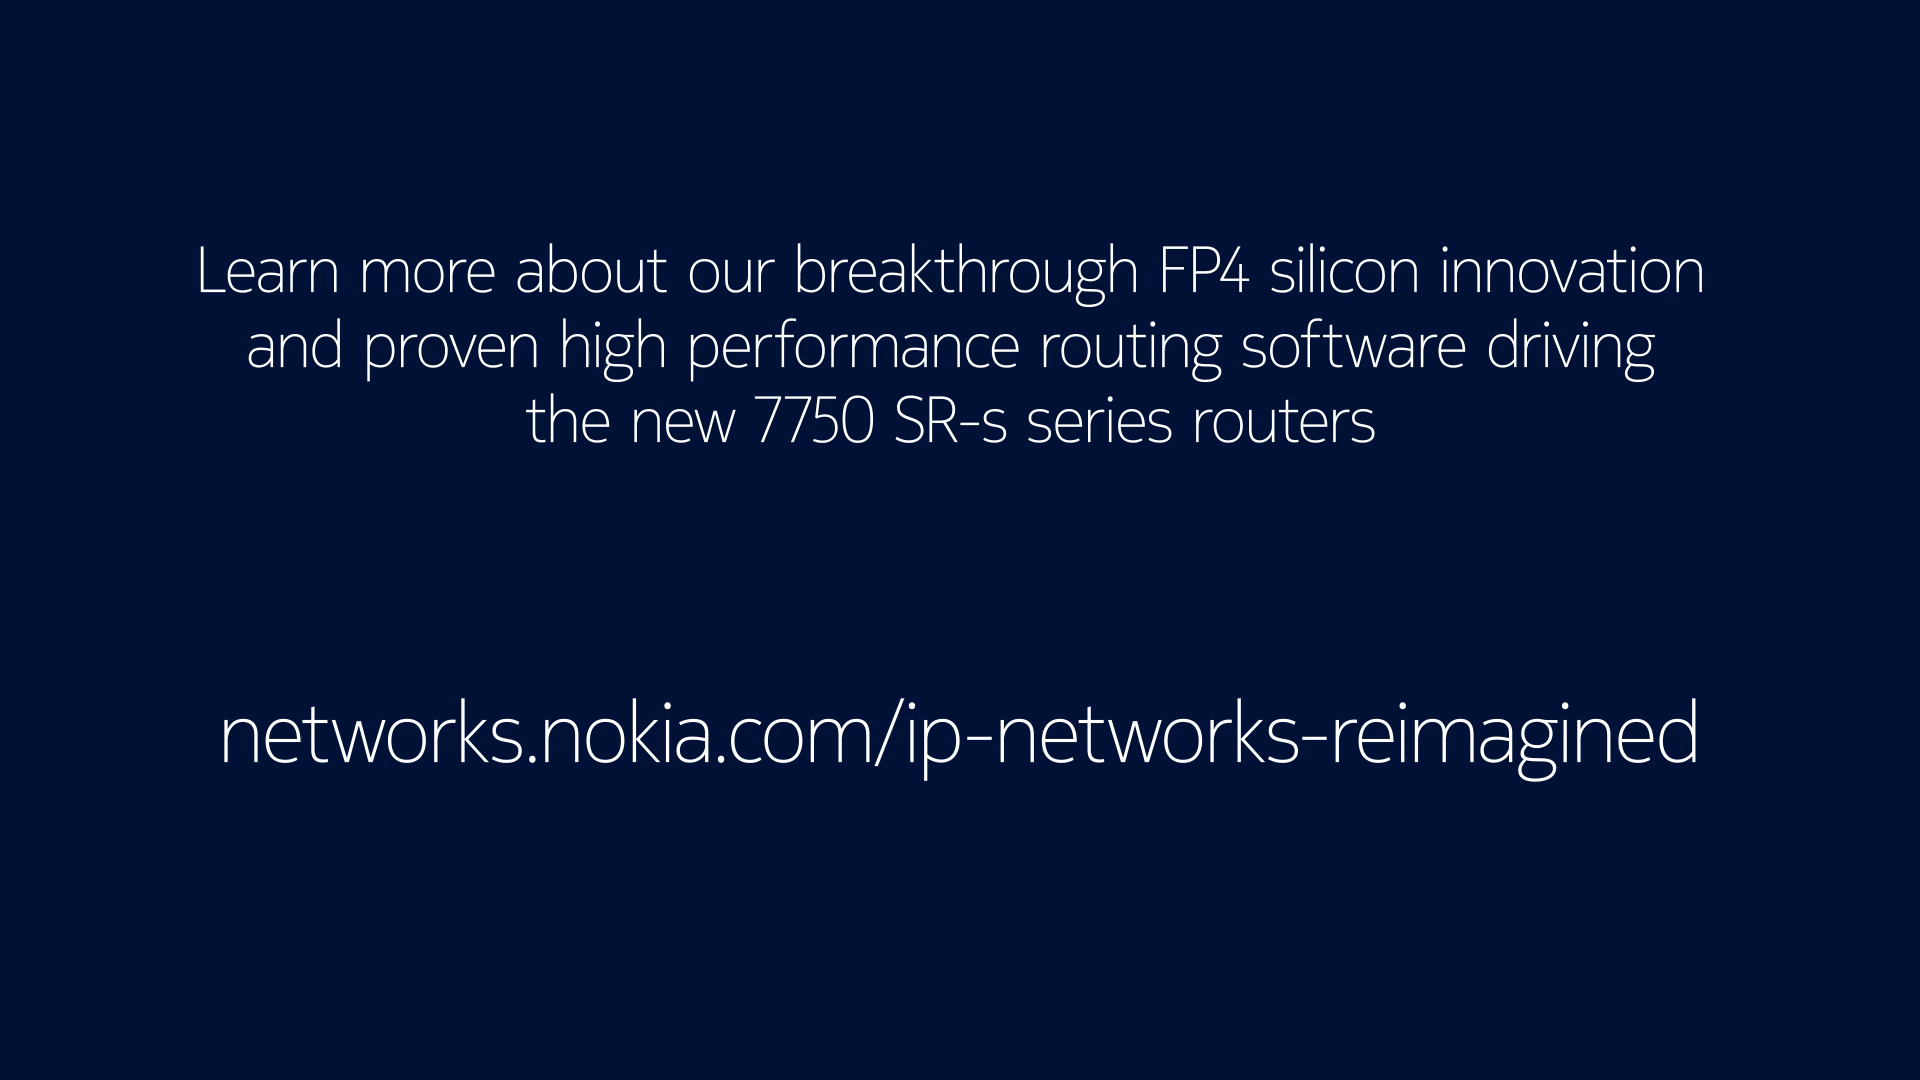 Learn more about our breakthrough FP4 silicon innovation
and proven high performance routing software driving
the new 7750 SR-s series routers
networks.nokia.com/ip-networks-reimagined